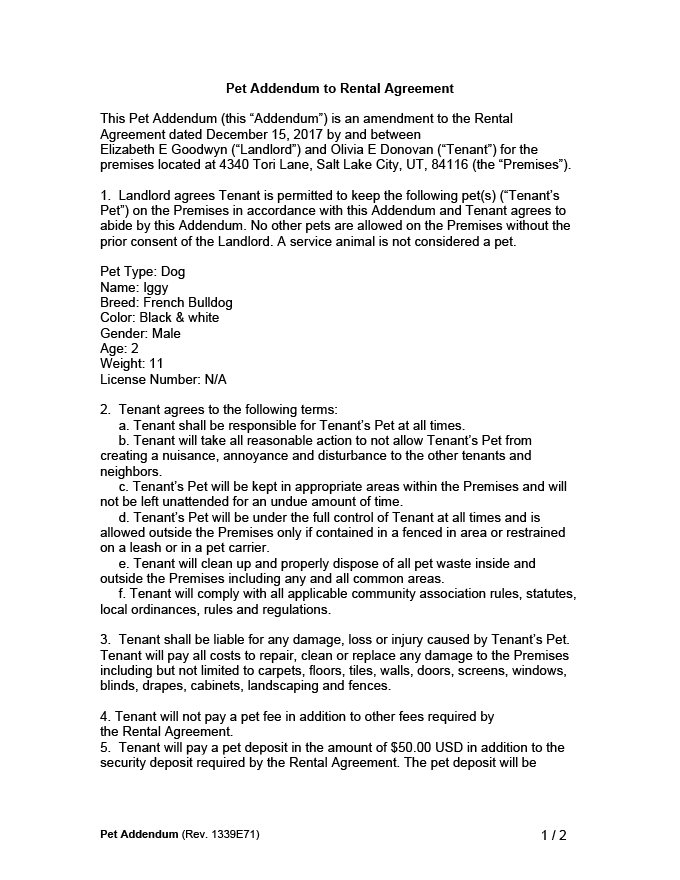 Pet Addendum to Rental Agreement
This Pet Addendum (this “Addendum”) is an amendment to the Rental
Agreement dated December 15, 2017 by and between
Elizabeth E Goodwyn (“Landlord”) and Olivia E Donovan (“Tenant”) for the
premises located at 4340 Tori Lane, Salt Lake City, UT, 84116 (the “Premises”).
1.  Landlord agrees Tenant is permitted to keep the following pet(s) (“Tenant’s
Pet”) on the Premises in accordance with this Addendum and Tenant agrees to
abide by this Addendum. No other pets are allowed on the Premises without the
prior consent of the Landlord. A service animal is not considered a pet.
Pet Type: Dog
Name: Iggy
Breed: French Bulldog
Color: Black & white
Gender: Male
Age: 2
Weight: 11
License Number: N/A
2.  Tenant agrees to the following terms:
a. Tenant shall be responsible for Tenant’s Pet at all times.
b. Tenant will take all reasonable action to not allow Tenant’s Pet from
creating a nuisance, annoyance and disturbance to the other tenants and
neighbors.
c. Tenant’s Pet will be kept in appropriate areas within the Premises and will
not be left unattended for an undue amount of time.
d. Tenant’s Pet will be under the full control of Tenant at all times and is
allowed outside the Premises only if contained in a fenced in area or restrained
on a leash or in a pet carrier.
e. Tenant will clean up and properly dispose of all pet waste inside and
outside the Premises including any and all common areas.
f. Tenant will comply with all applicable community association rules, statutes,
local ordinances, rules and regulations.
3.  Tenant shall be liable for any damage, loss or injury caused by Tenant’s Pet.
Tenant will pay all costs to repair, clean or replace any damage to the Premises
including but not limited to carpets, floors, tiles, walls, doors, screens, windows,
blinds, drapes, cabinets, landscaping and fences.
4. Tenant will not pay a pet fee in addition to other fees required by
the Rental Agreement.
5.  Tenant will pay a pet deposit in the amount of $50.00 USD in addition to the
security deposit required by the Rental Agreement. The pet deposit will be
Pet Addendum (Rev. 1339E71)
1 / 2